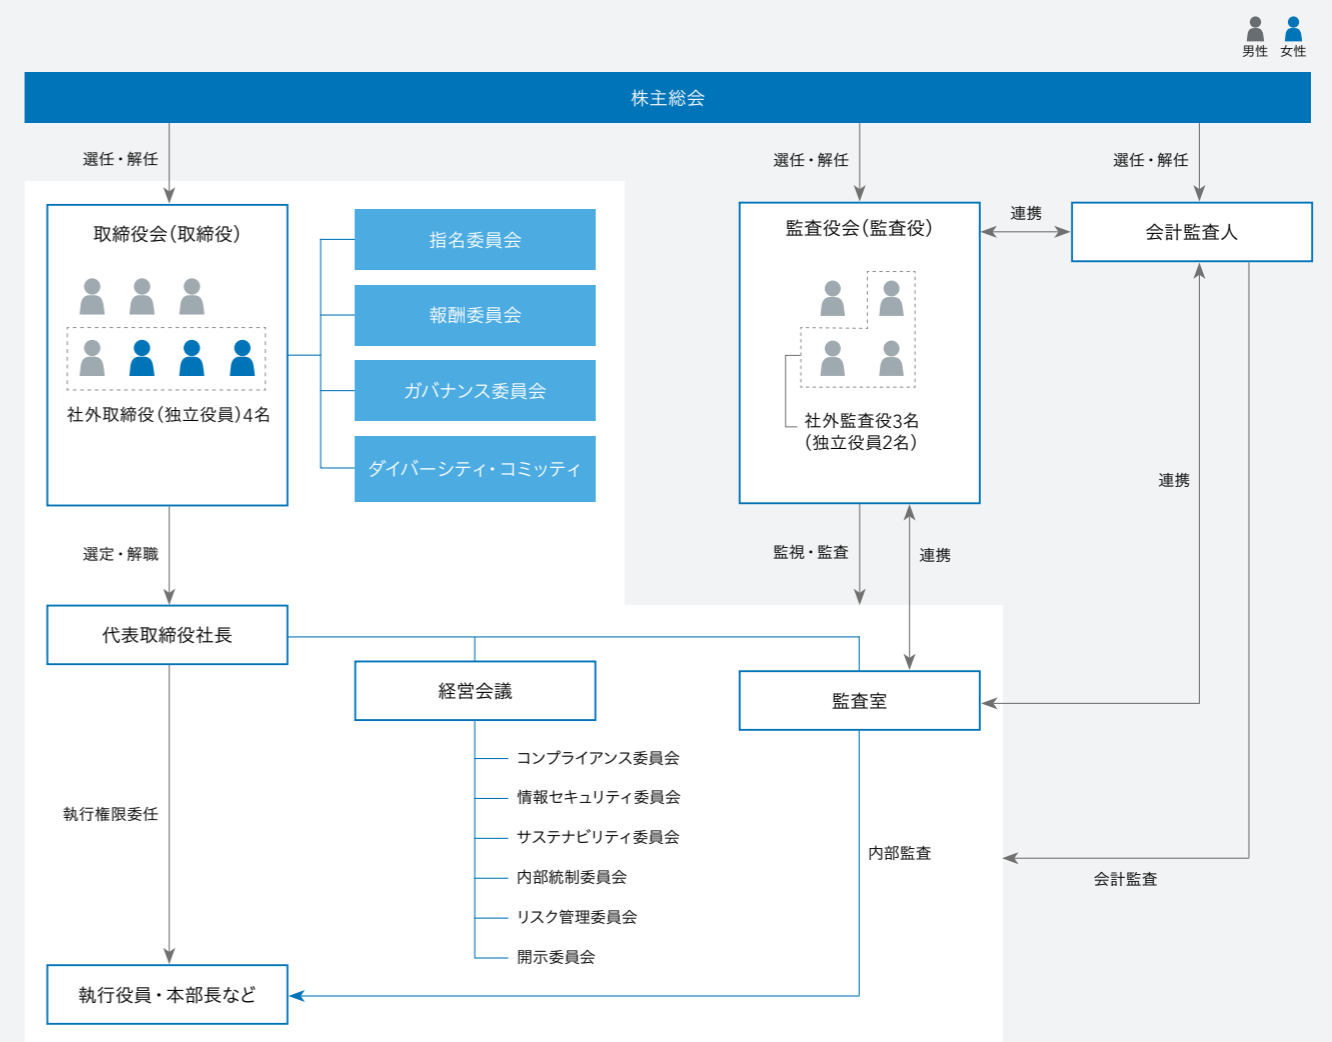 男性
女性
株主総会
選任・解任
選任・解任
選任・解任
取締役会(取締役)
社外取締役(独立役員)4名
指名委員会
報酬委員会
ガバナンス委員会
ダイバーシティ・コミッティ
監査役会(監査役)
社外監査役3名
(独立役員2名)
連携
会計監査人
選定・解職
監視・監査
連携
連携
代表取締役社長
経営会議
監査室
コンプライアンス委員会
情報セキュリティ委員会
サステナビリティ委員会
内部統制委員会
リスク管理委員会
開示委員会
執行権限委任
内部監査
会計監査
執行役員・本部長など